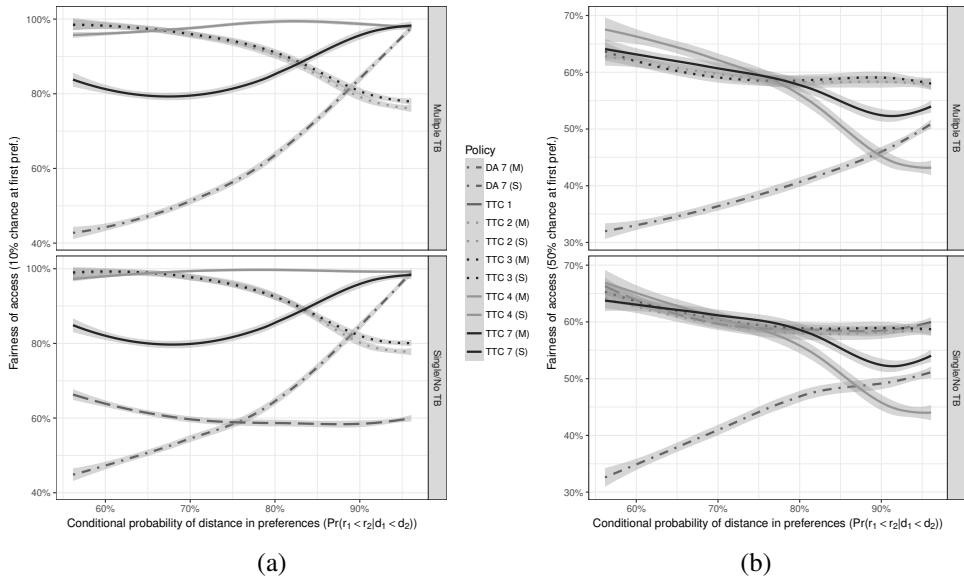 100%
80%
60%
40%
Mulitple TB
100%
80%
60%
40%
Single/No TB
60%
70%
80%
90%
Fairness of access (10% chance at first pref.)
Conditional probability of distance in preferences (Pr(r1 < r2|d1 < d2))
(a)
Policy
DA 7 (M)
DA 7 (S)
TTC 1
TTC 2 (M)
TTC 2 (S)
TTC 3 (M)
TTC 3 (S)
TTC 4 (M)
TTC 4 (S)
TTC 7 (M)
TTC 7 (S)
70%
60%
50%
40%
30%
Mulitple TB
70%
60%
50%
40%
30%
Single/No TB
60%
70%
80%
90%
Fairness of access (50% chance at first pref.)
Conditional probability of distance in preferences (Pr(r1 < r2|d1 < d2))
(b)